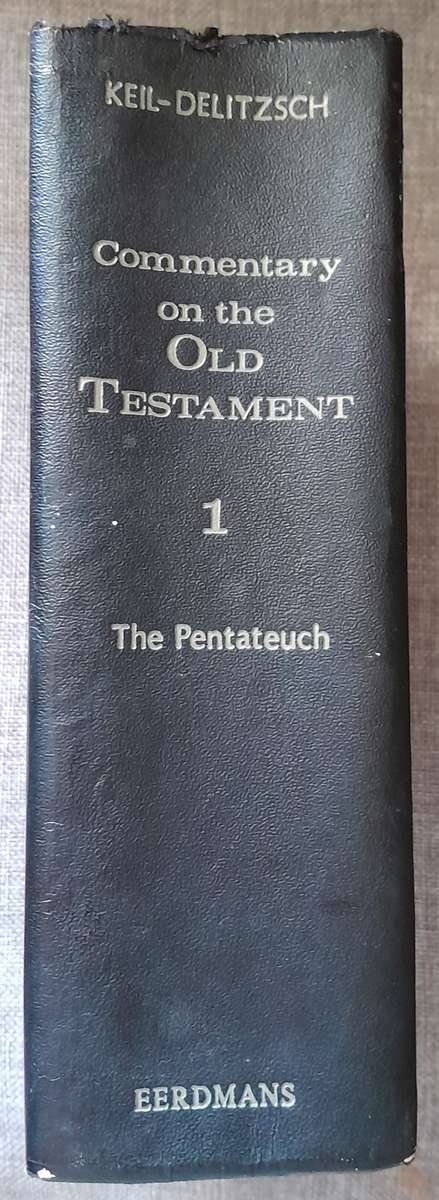 KEIL-DELITZSCH
Commentary
on the
OLD
TESTAMENT
1
The Pentateuch
EERDMANS